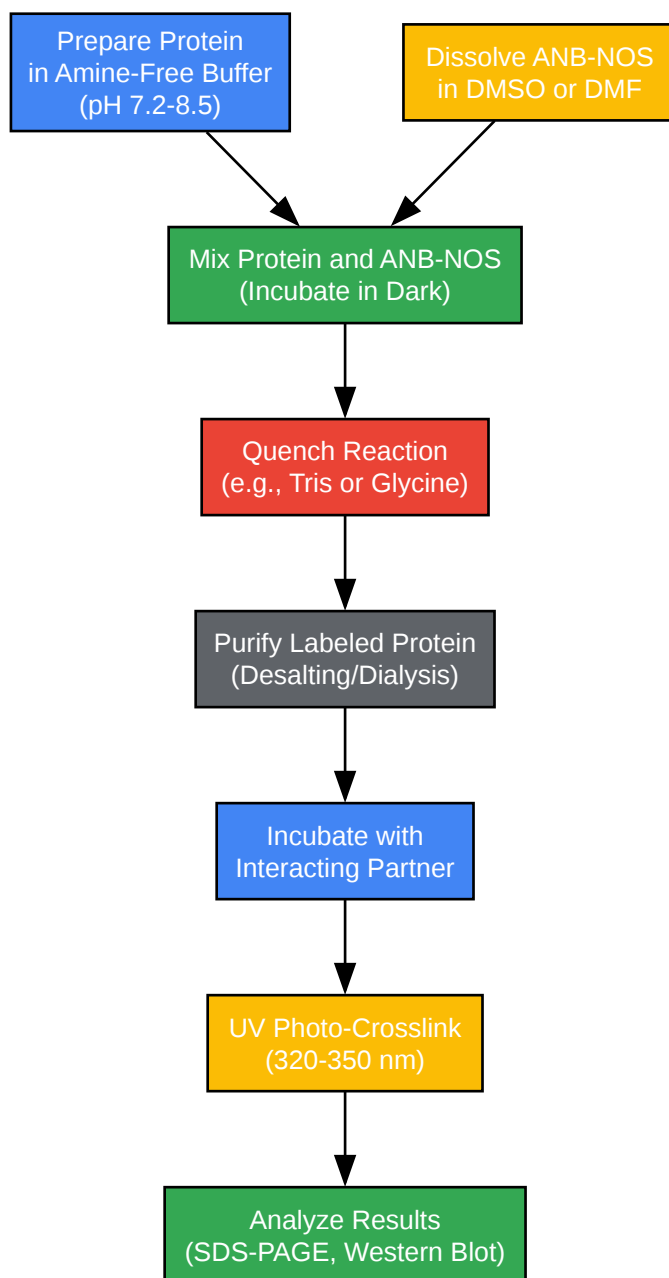 Prepare Protein
in Amine-Free Buffer
(pH 7.2-8.5)
Dissolve ANB-NOS
in DMSO or DMF
Mix Protein and ANB-NOS
(Incubate in Dark)
Quench Reaction
(e.g., Tris or Glycine)
Purify Labeled Protein
(Desalting/Dialysis)
Incubate with
Interacting Partner
UV Photo-Crosslink
(320-350 nm)
Analyze Results
(SDS-PAGE, Western Blot)